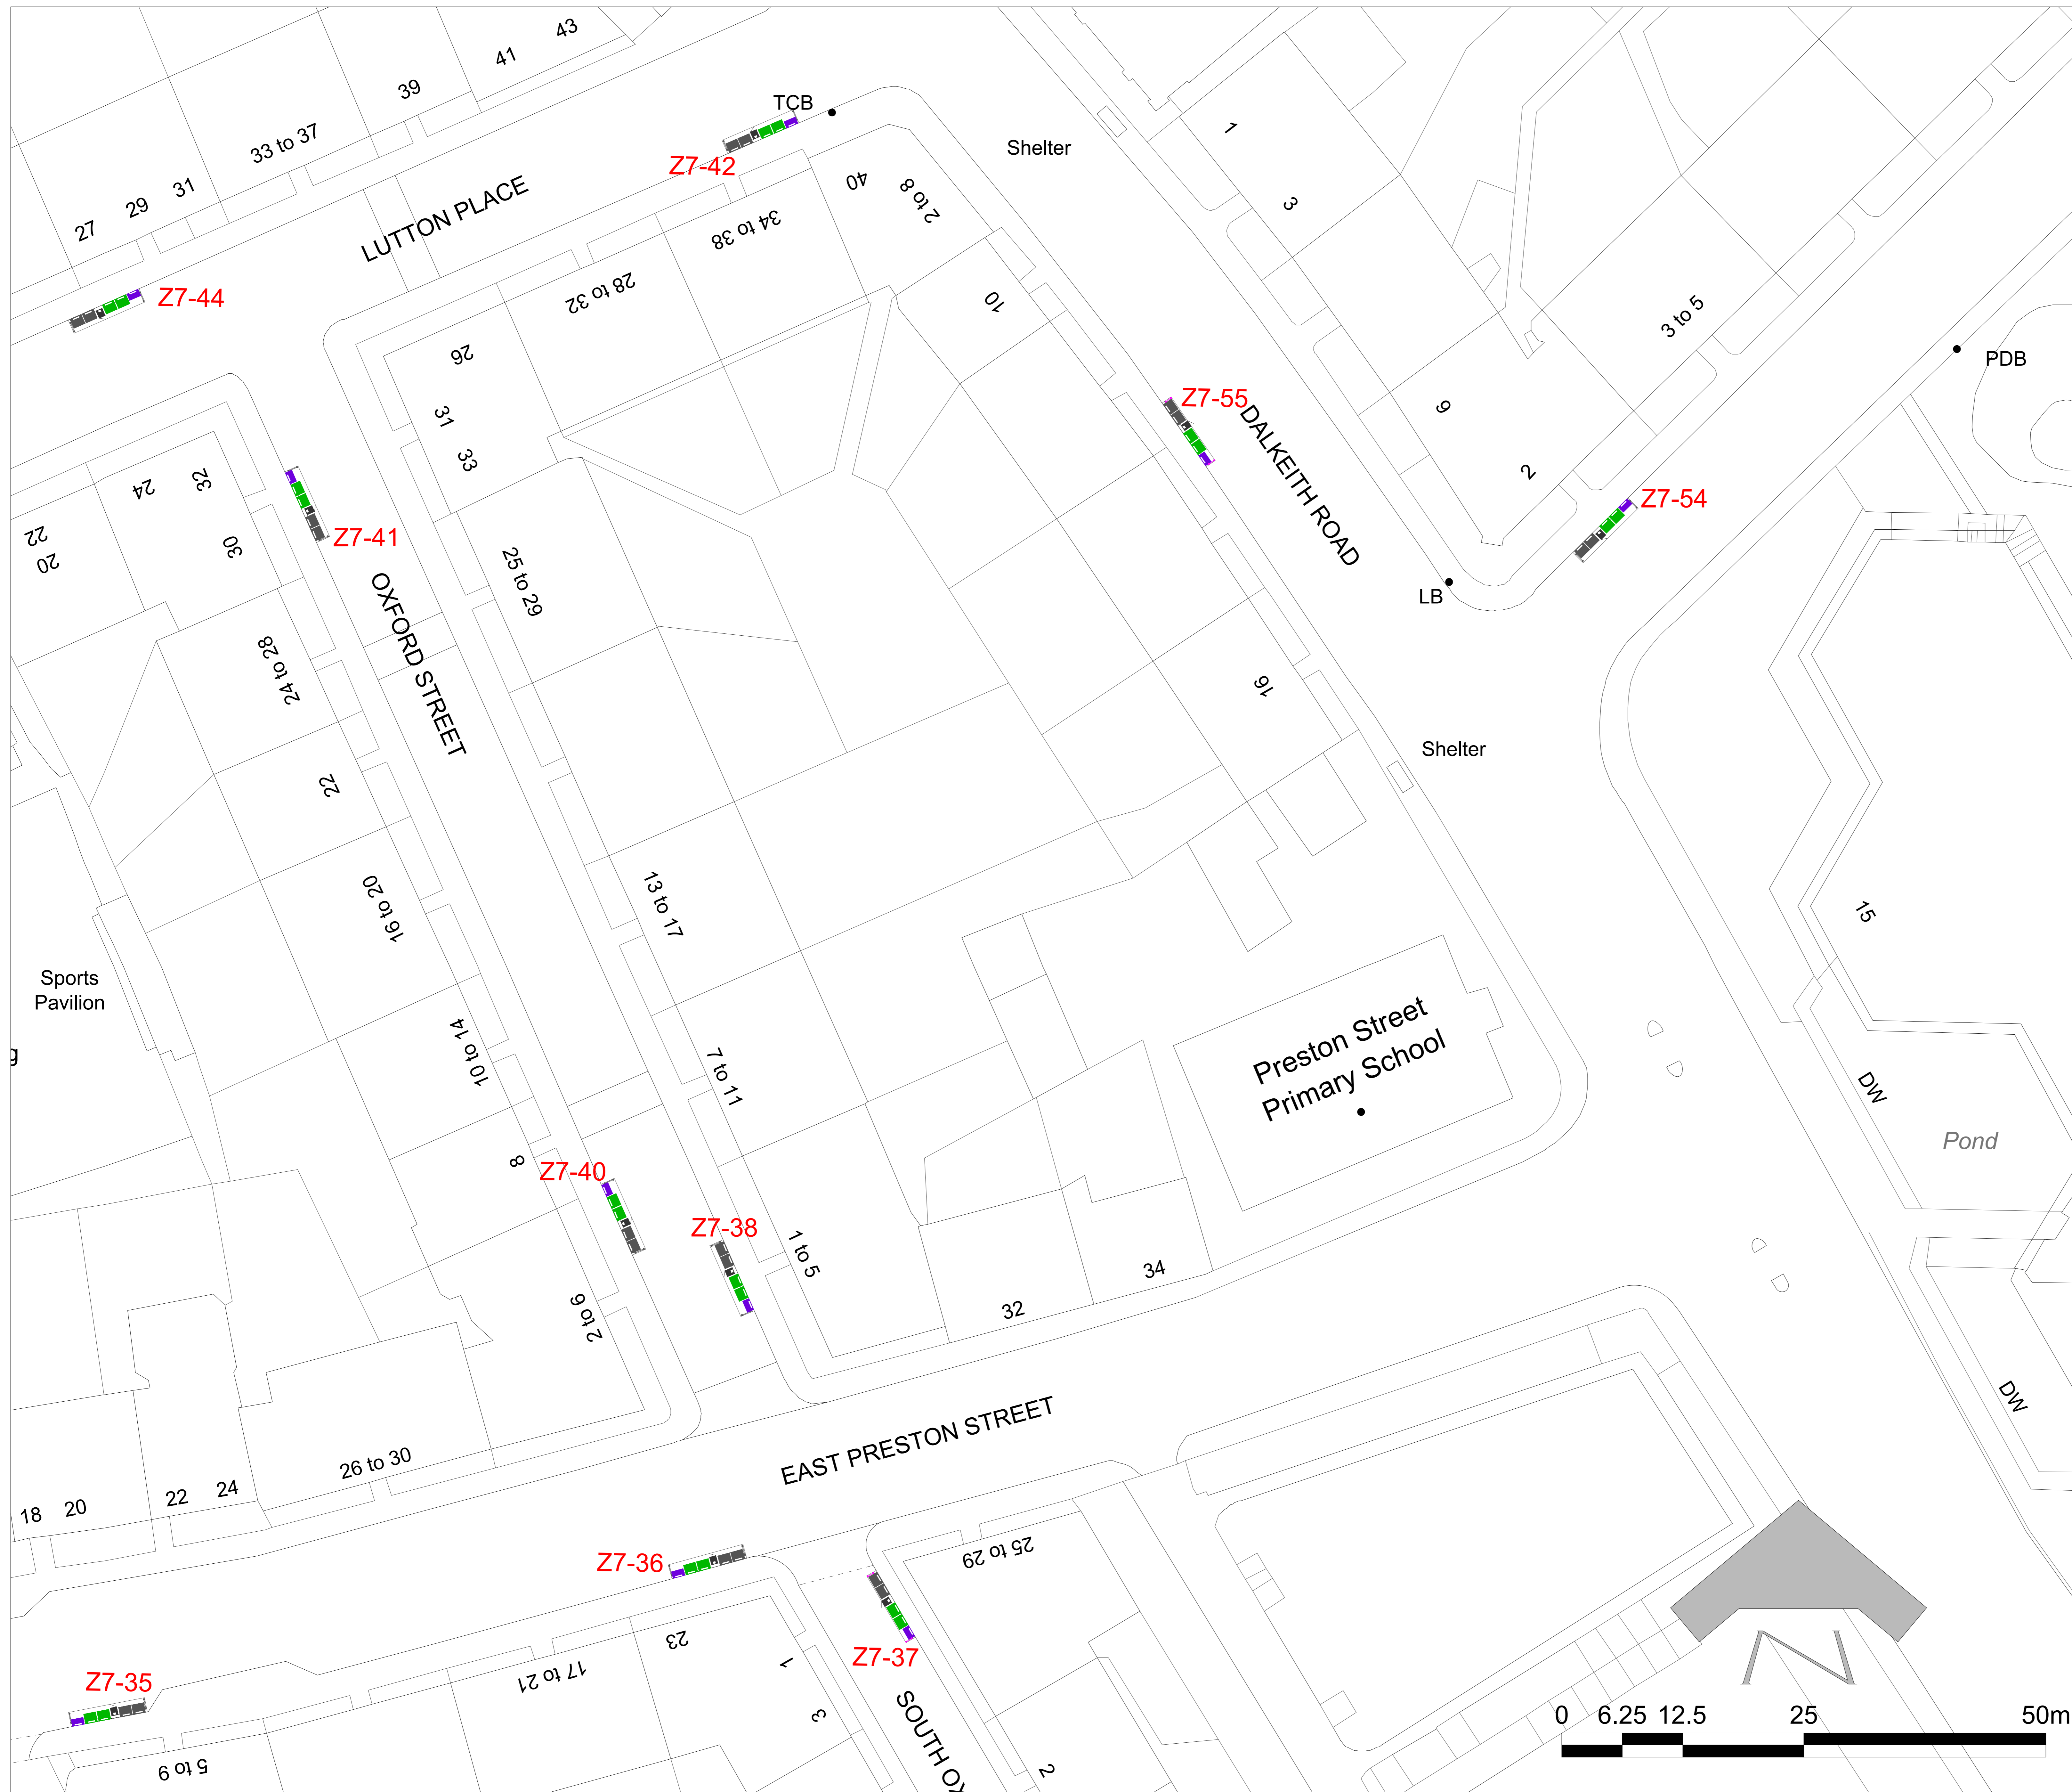 43
41
39
33 to 37
31
29
27
TCB
Z7-42
Shelter
1
3
40
2 to 8
34 to 38
LUTTON PLACE
28 to 32
Z7-44
10
26
31
33
3 to 5
PDB
Z7-55
DALKEITH ROAD
9
2
Z7-54
24
32
30
22
20
Z7-41
OXFORD STREET
25 to 29
LB
24 to 28
16
Shelter
22
16 to 20
13 to 17
15
Sports
Pavilion
g
10 to 14
7 to 11
Preston Street
Primary School
DW
Pond
8
Z7-40
Z7-38
1 to 5
34
32
2 to 6
DW
EAST PRESTON STREET
26 to 30
24
22
20
18
Z7-36
25 to 29
23
1
Z7-37
17 to 21
Z7-35
3
SOUTH OX
2
5 to 9
N
0 6.25 12.5 25 50m